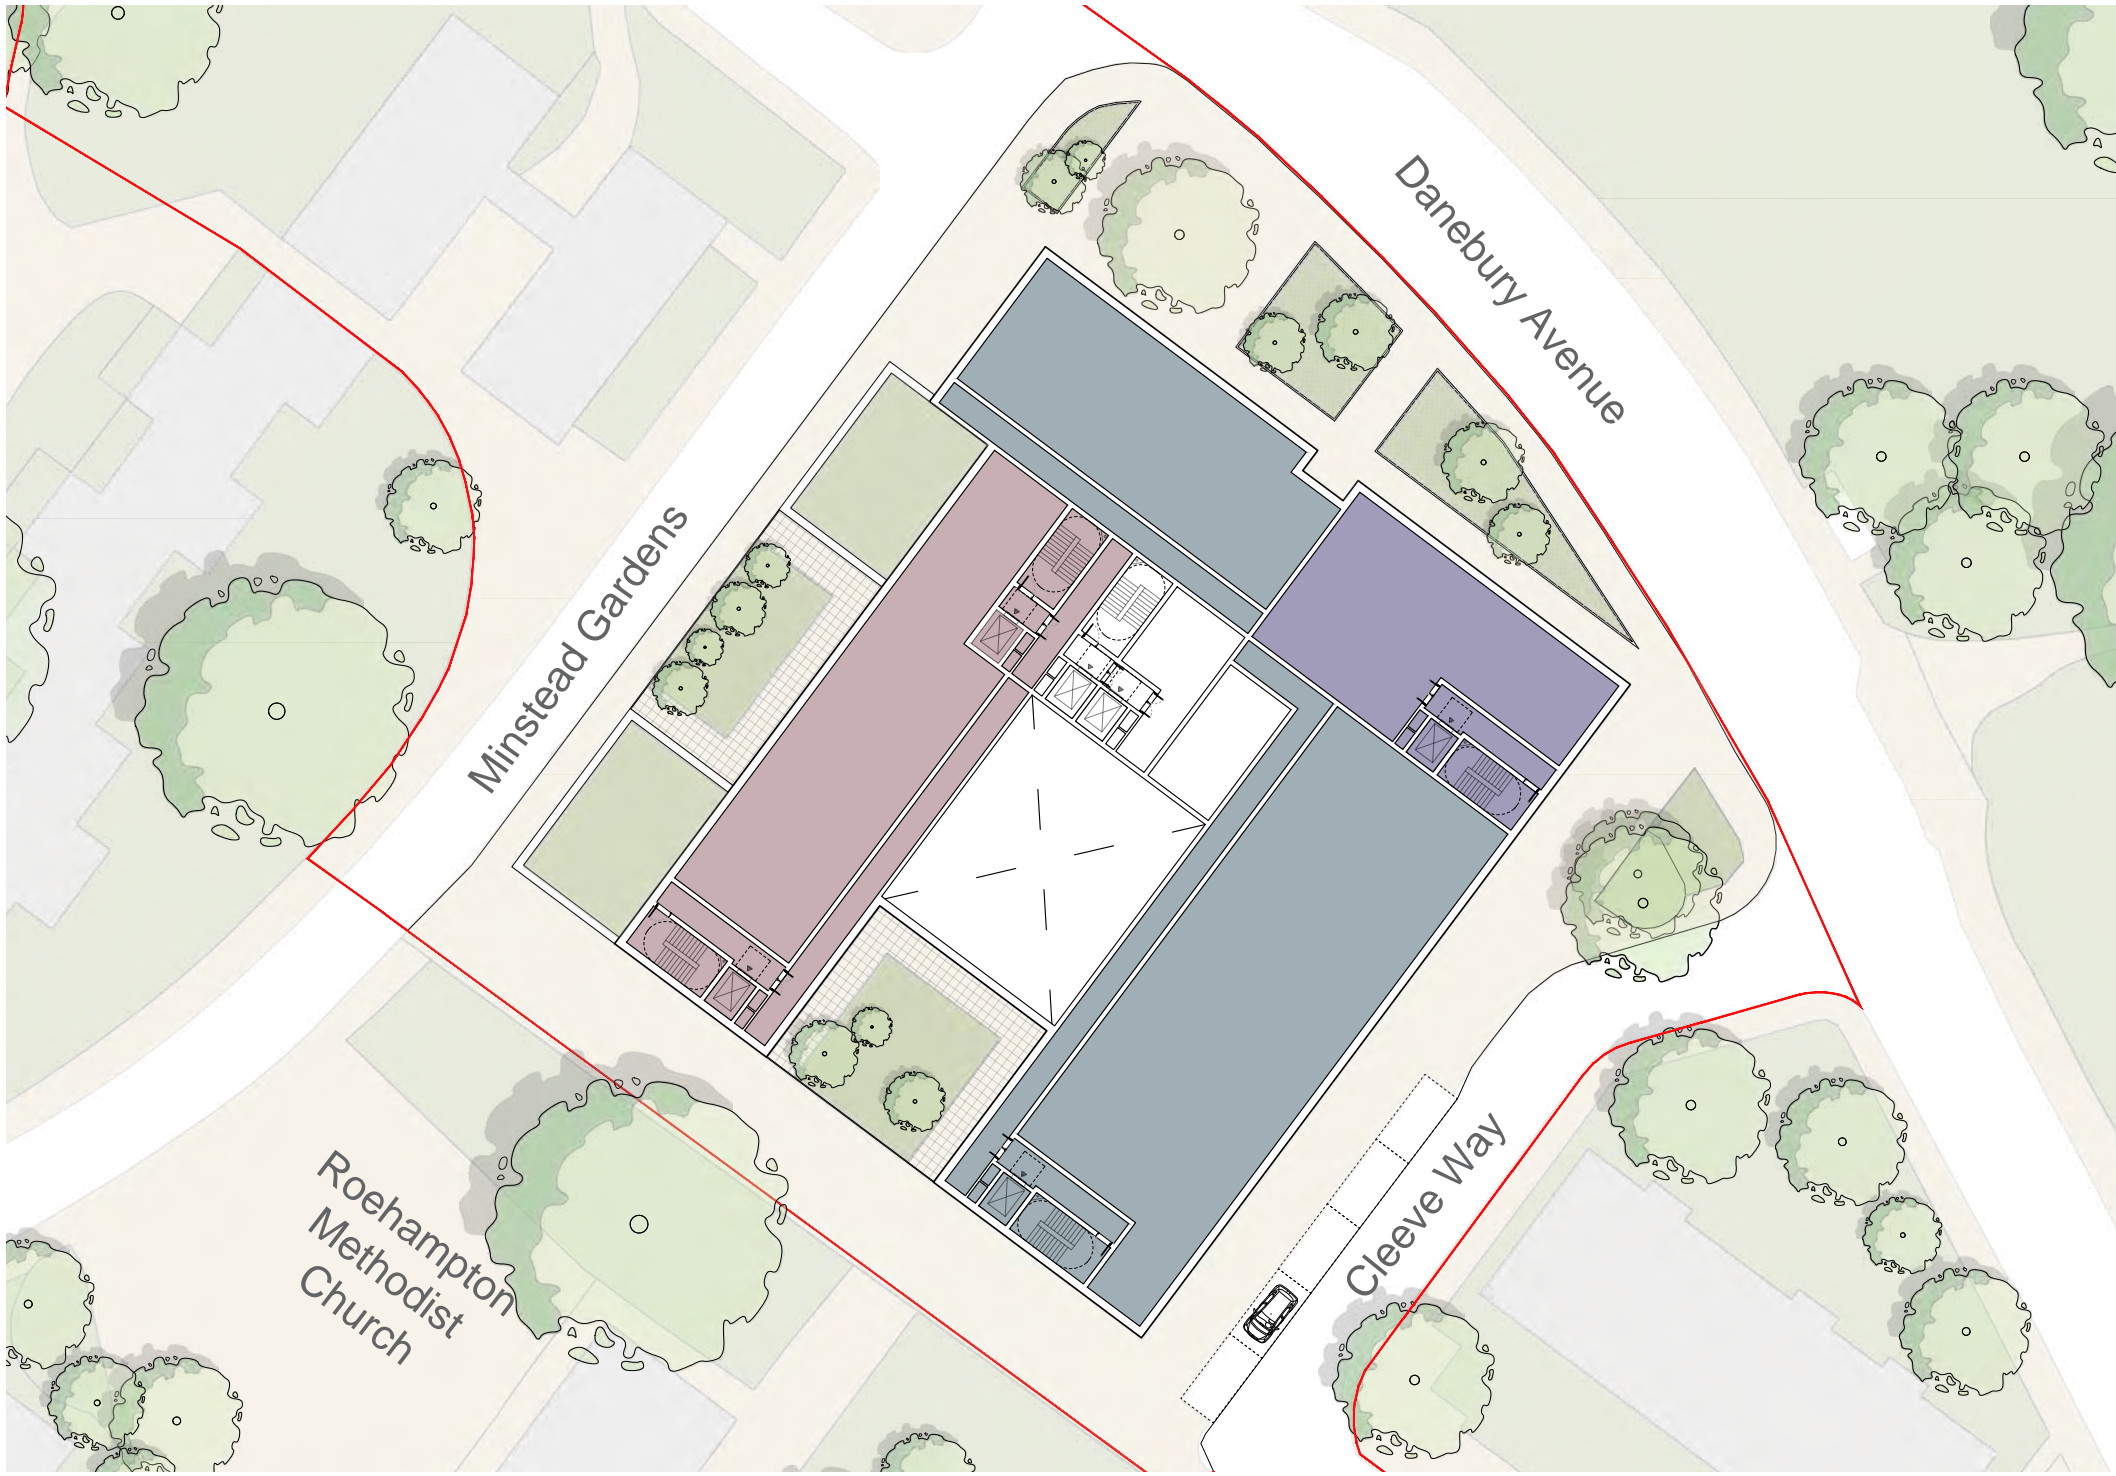 Danebury Avenue
Minstead Gardens
Cleeve Way
Roehampton
Methodist
Church